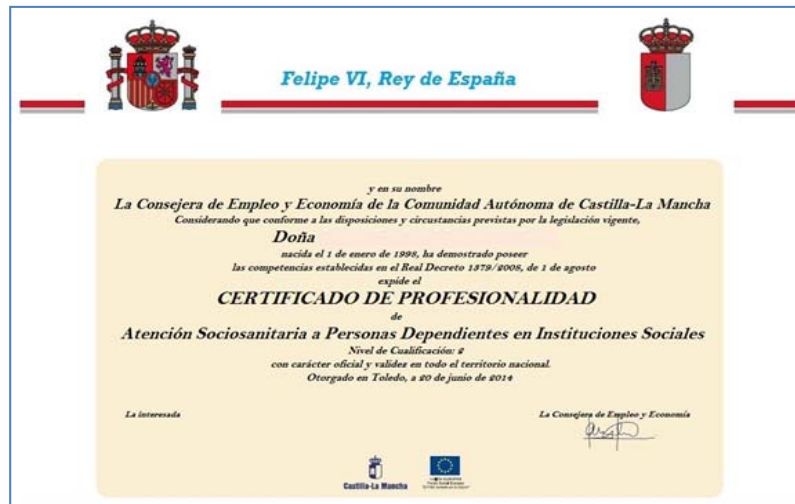 Felipe VI, Rey de España
y en su nombre
La Consejera de Empleo y Economía de la Comunidad Autónoma de Castilla-La Mancha
Considerando que conforme a las disposiciones y circustancias previstas por la legislación vigente,
Doña
nacida el 1 de enero de 1998, ha demostrado poseer
las competencias establecidas en el Real Decreto 1379/2008, de 1 de agosto
expide el
CERTIFICADO DE PROFESIONALIDAD
de
Atención Sociosanitaria a Personas Dependientes en Instituciones Sociales
Nivel de Cualificación: 2
con carácter oficial y validez en todo el territorio nacional.
Otorgado en Toledo, a 20 de junio de 2014
La interesada
La Consejera de Empleo y Economía
Castilla-La Mancha
Fondo Social Europeo